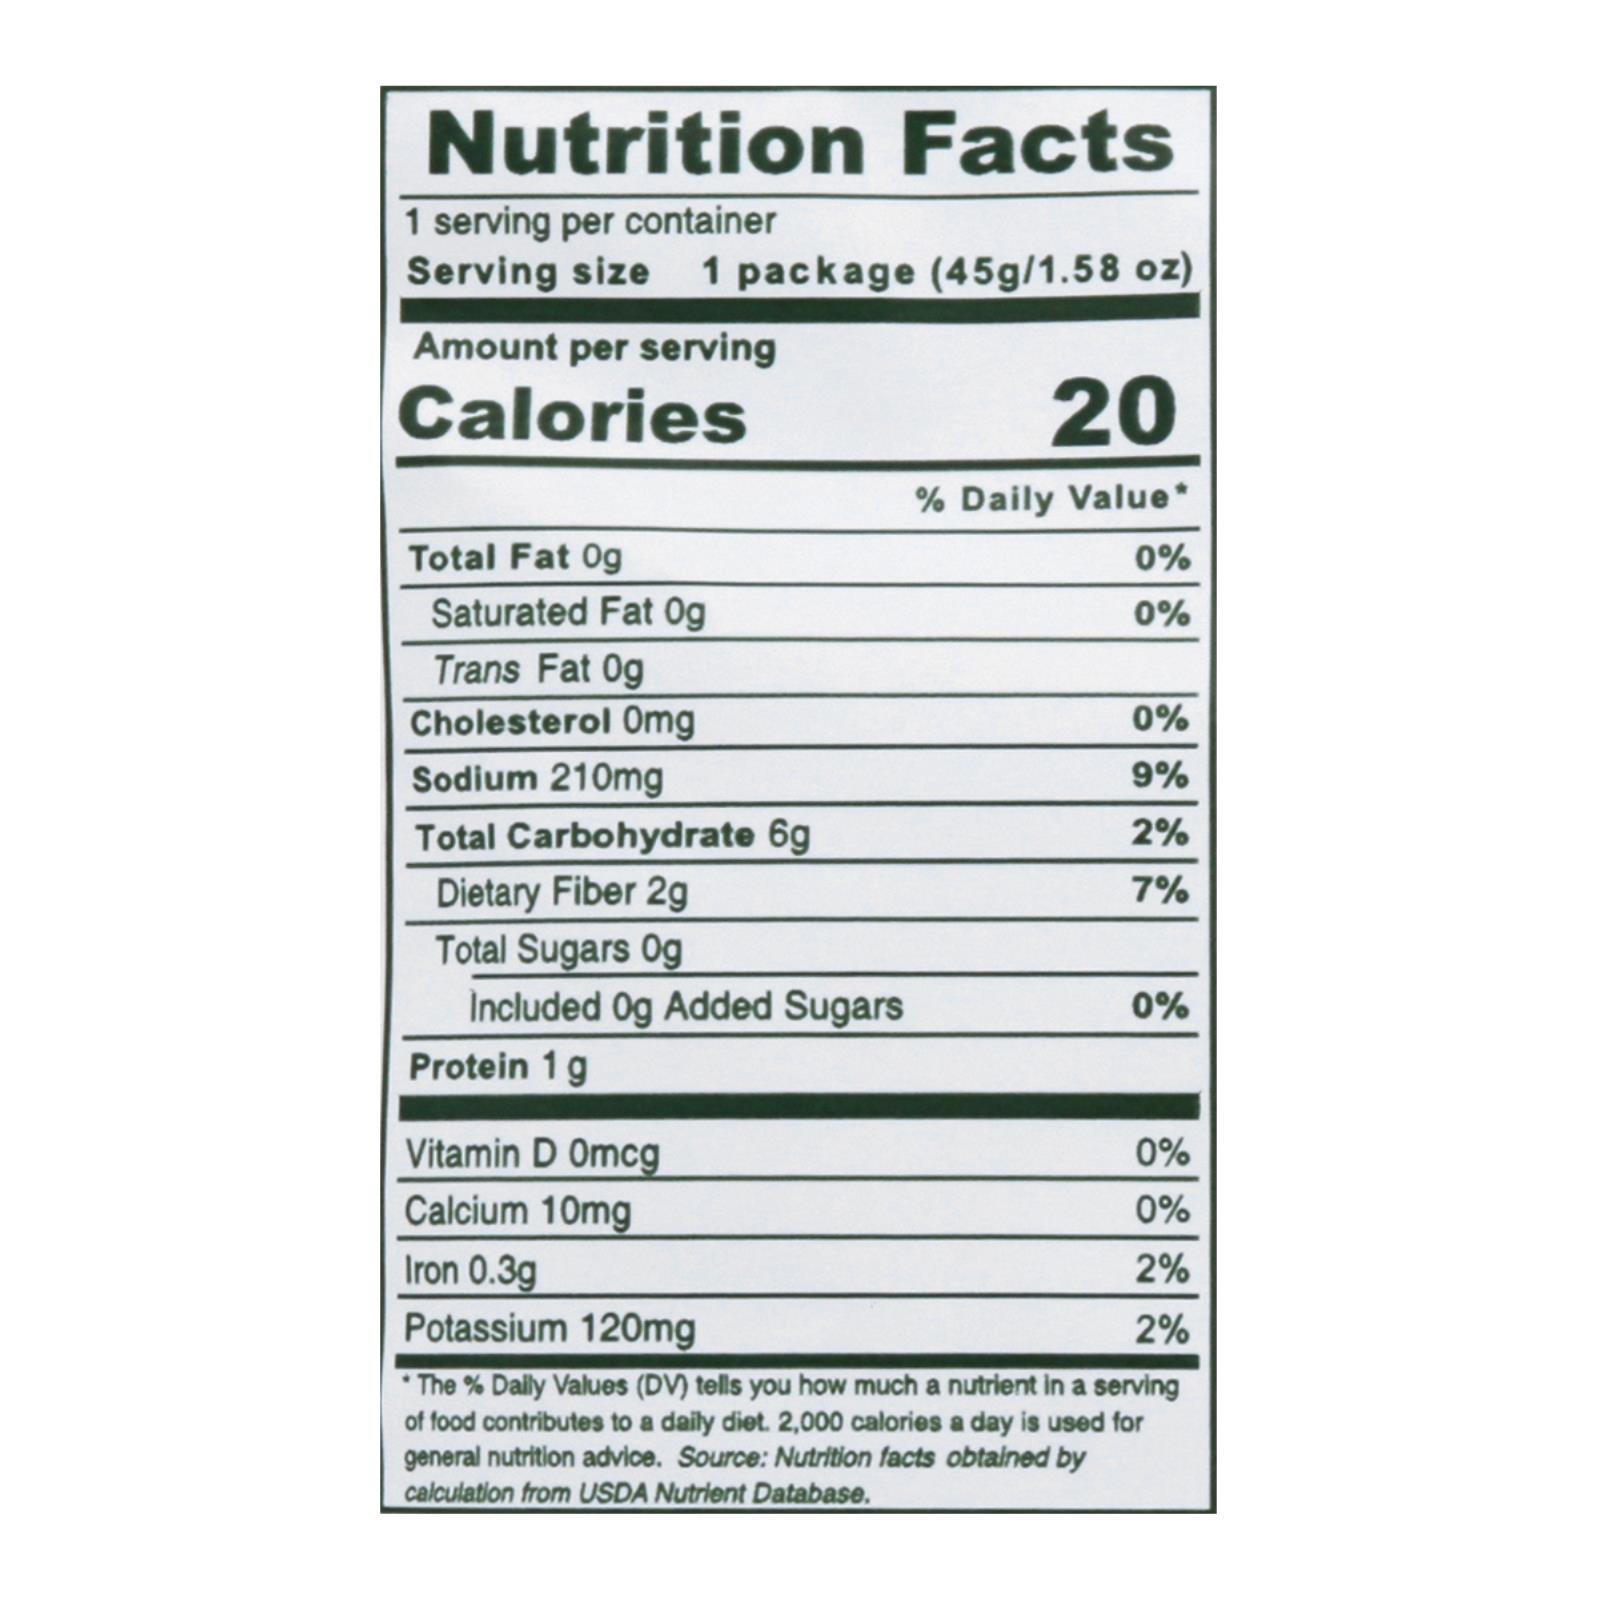 Nutrition Facts
1 serving per container
Serving size 1 package (45g/1.58 oz)
Amount per serving
Calories 20
% Daily Value*
Total Fat 0g 0%
Saturated Fat 0g 0%
Trans Fat 0g
Cholesterol 0mg 0%
Sodium 210mg 9%
Total Carbohydrate 6g 2%
Dietary Fiber 2g 7%
Total Sugars 0g
Included 0g Added Sugars 0%
Protein 1 g
Vitamin D 0mcg 0%
Calcium 10mg 0%
Iron 0.3g 2%
Potassium 120mg 2%
* The % Daily Values (DV) tells you how much a nutrient in a serving
of food contributes to a daily diet. 2,000 calories a day is used for
general nutrition advice. Source: Nutrition facts obtained by
calculation from USDA Nutrient Database.